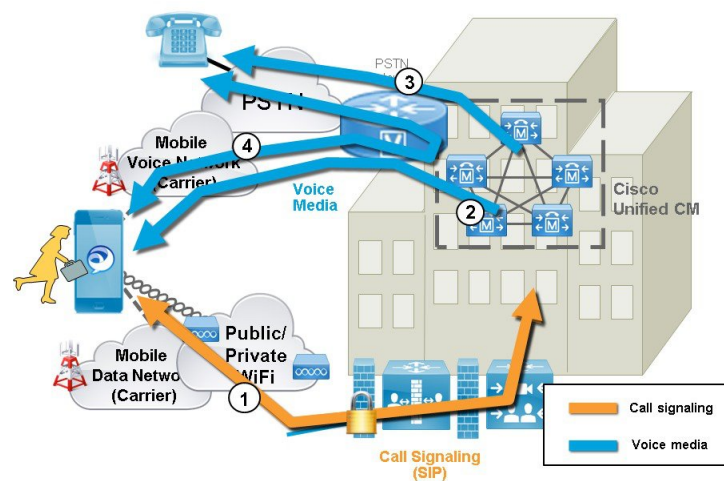 PSTN
3
PSTN
Mobile
Voice Network
(Carrier)
4
M
M
M
M
M
M
Voice
Media
2
Cisco
Unified CM
Public/
Private
WiFi
Mobile
Data Network
(Carrier)
1
Call signaling
Voice media
Call Signaling
(SIP)